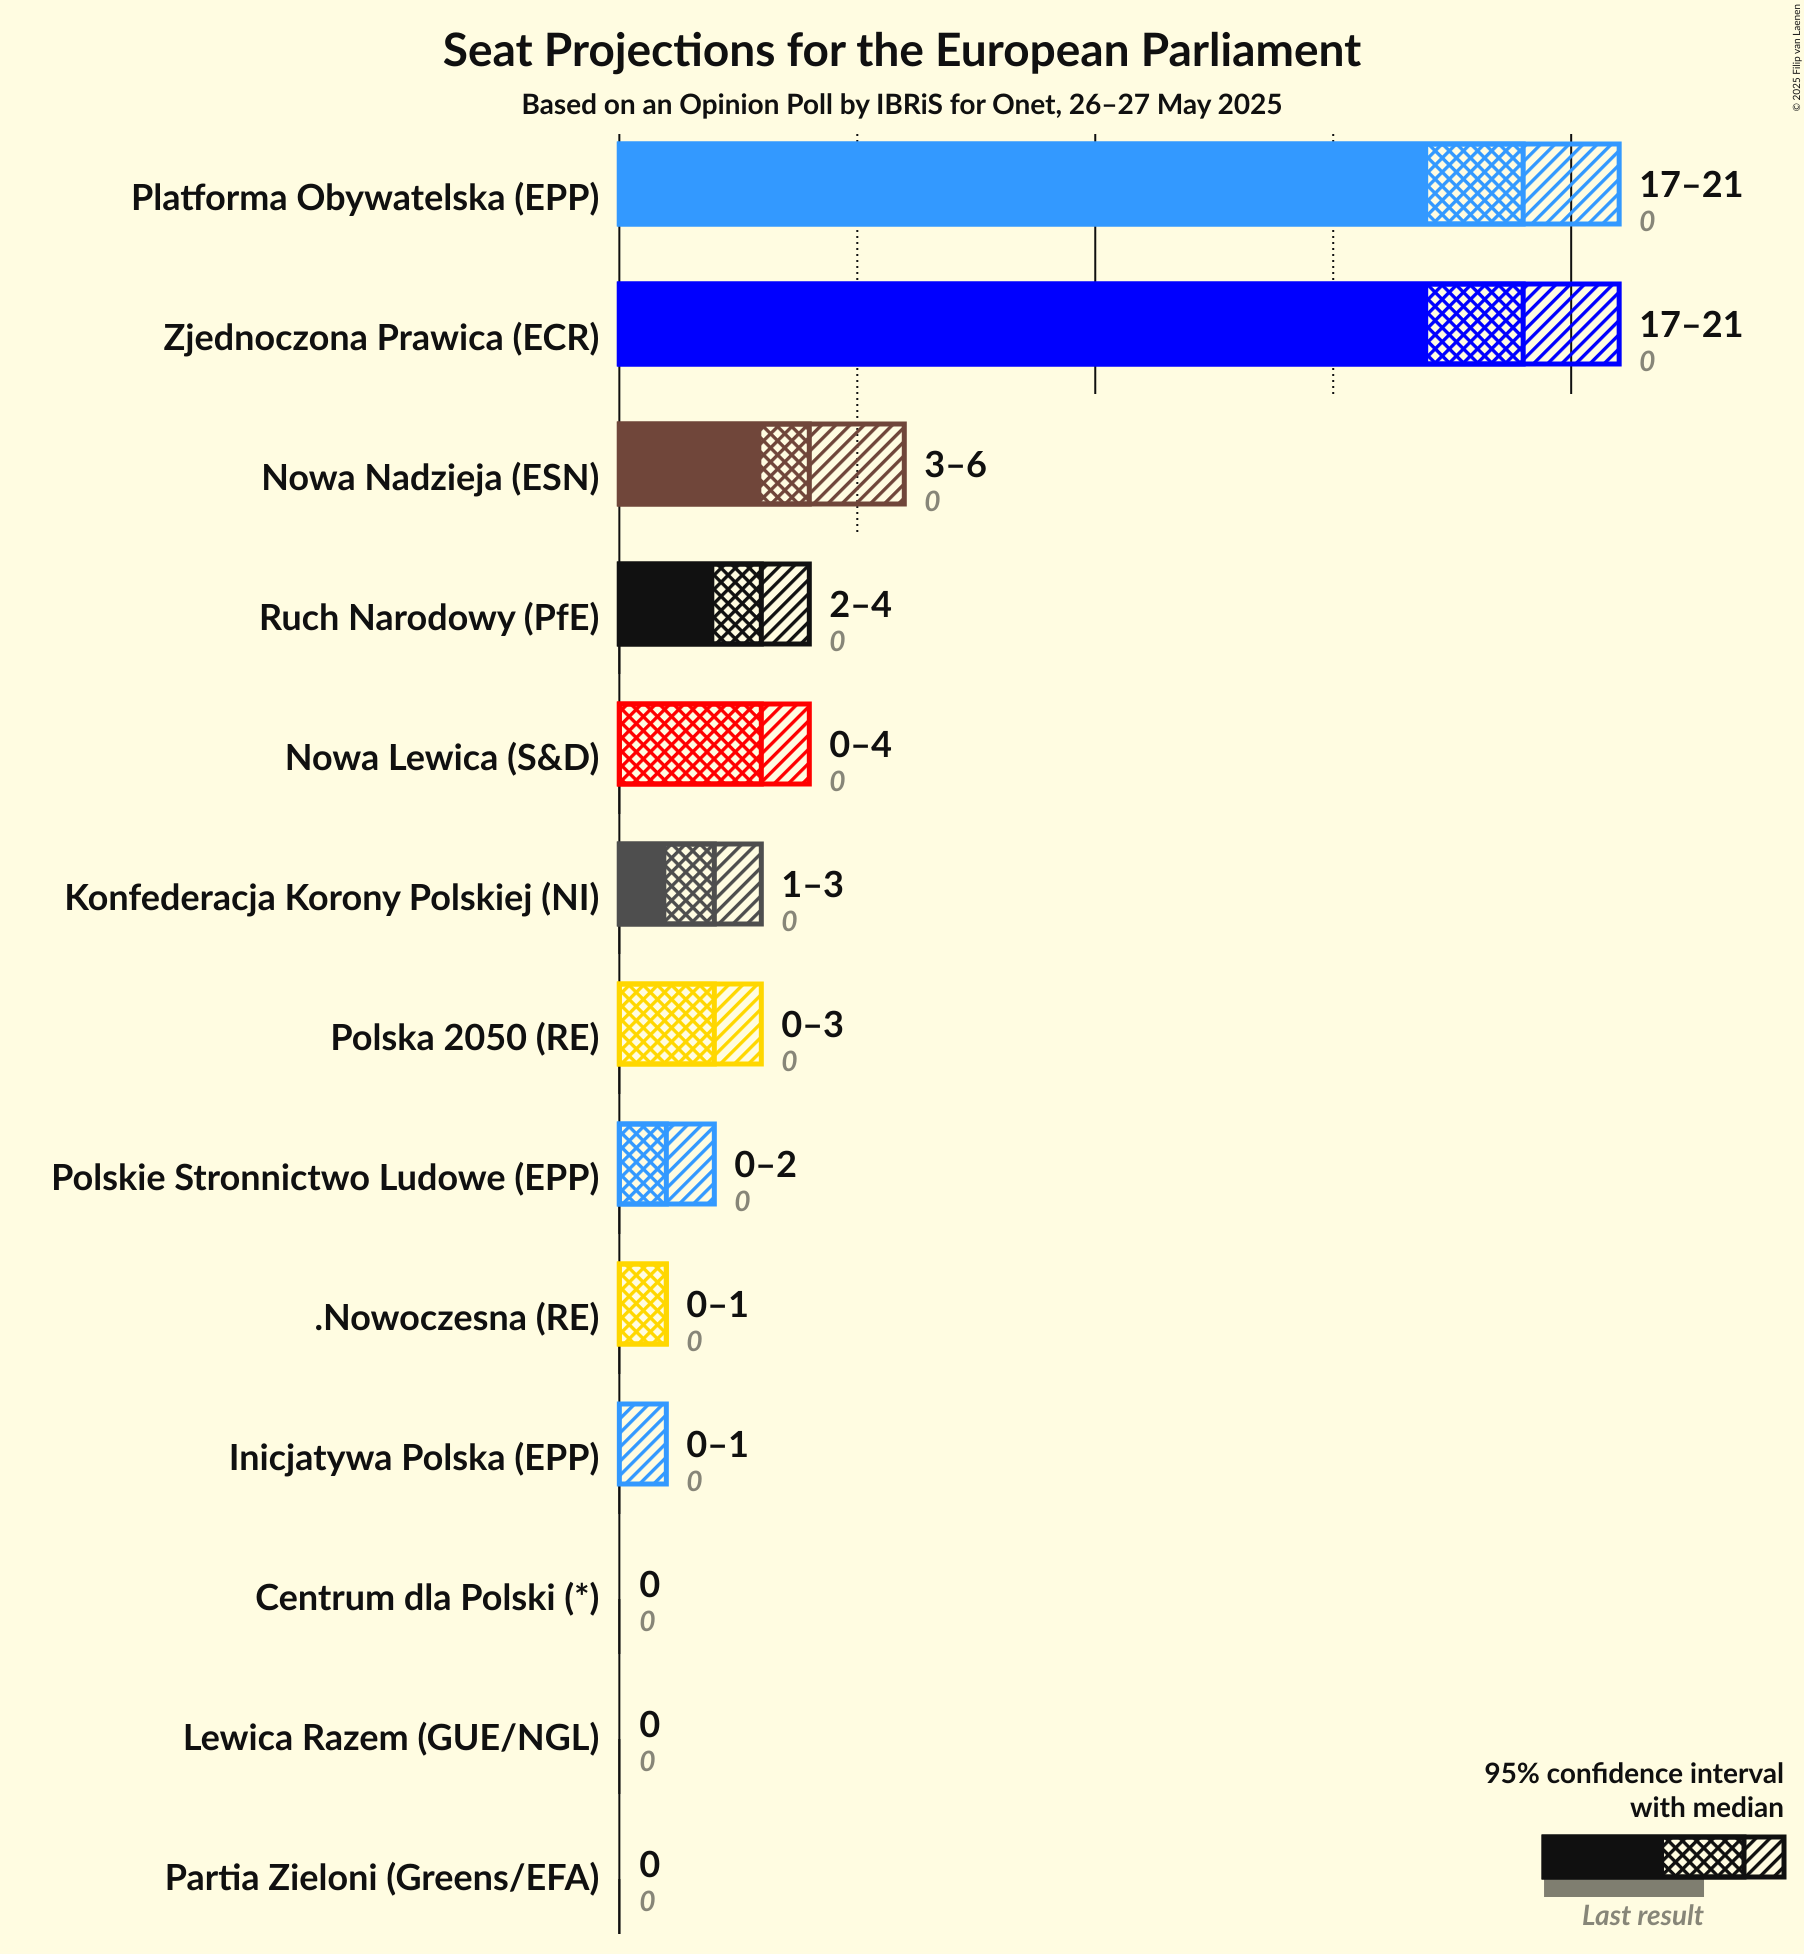 Seat Projections for the European Parliament
Based on an Opinion Poll by IBRiS for Onet, 26–27 May 2025
© 2025 Filip van Laenen
Platforma Obywatelska (EPP)
17–21
0
Zjednoczona Prawica (ECR)
17–21
0
Nowa Nadzieja (ESN)
3–6
0
Ruch Narodowy (PfE)
2–4
0
Nowa Lewica (S&D)
0–4
0
Konfederacja Korony Polskiej (NI)
1–3
0
Polska 2050 (RE)
0–3
0
Polskie Stronnictwo Ludowe (EPP)
0–2
0
.Nowoczesna (RE)
0–1
0
Inicjatywa Polska (EPP)
0–1
0
Centrum dla Polski (*)
0
0
Lewica Razem (GUE/NGL)
0
0
Partia Zieloni (Greens/EFA)
0
0
95% confidence interval
with median
Last result